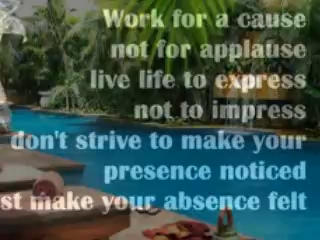 Work for a cause
not for applause
live life to express
not to impress
don't strive to make your
presence noticed
st make your absence felt